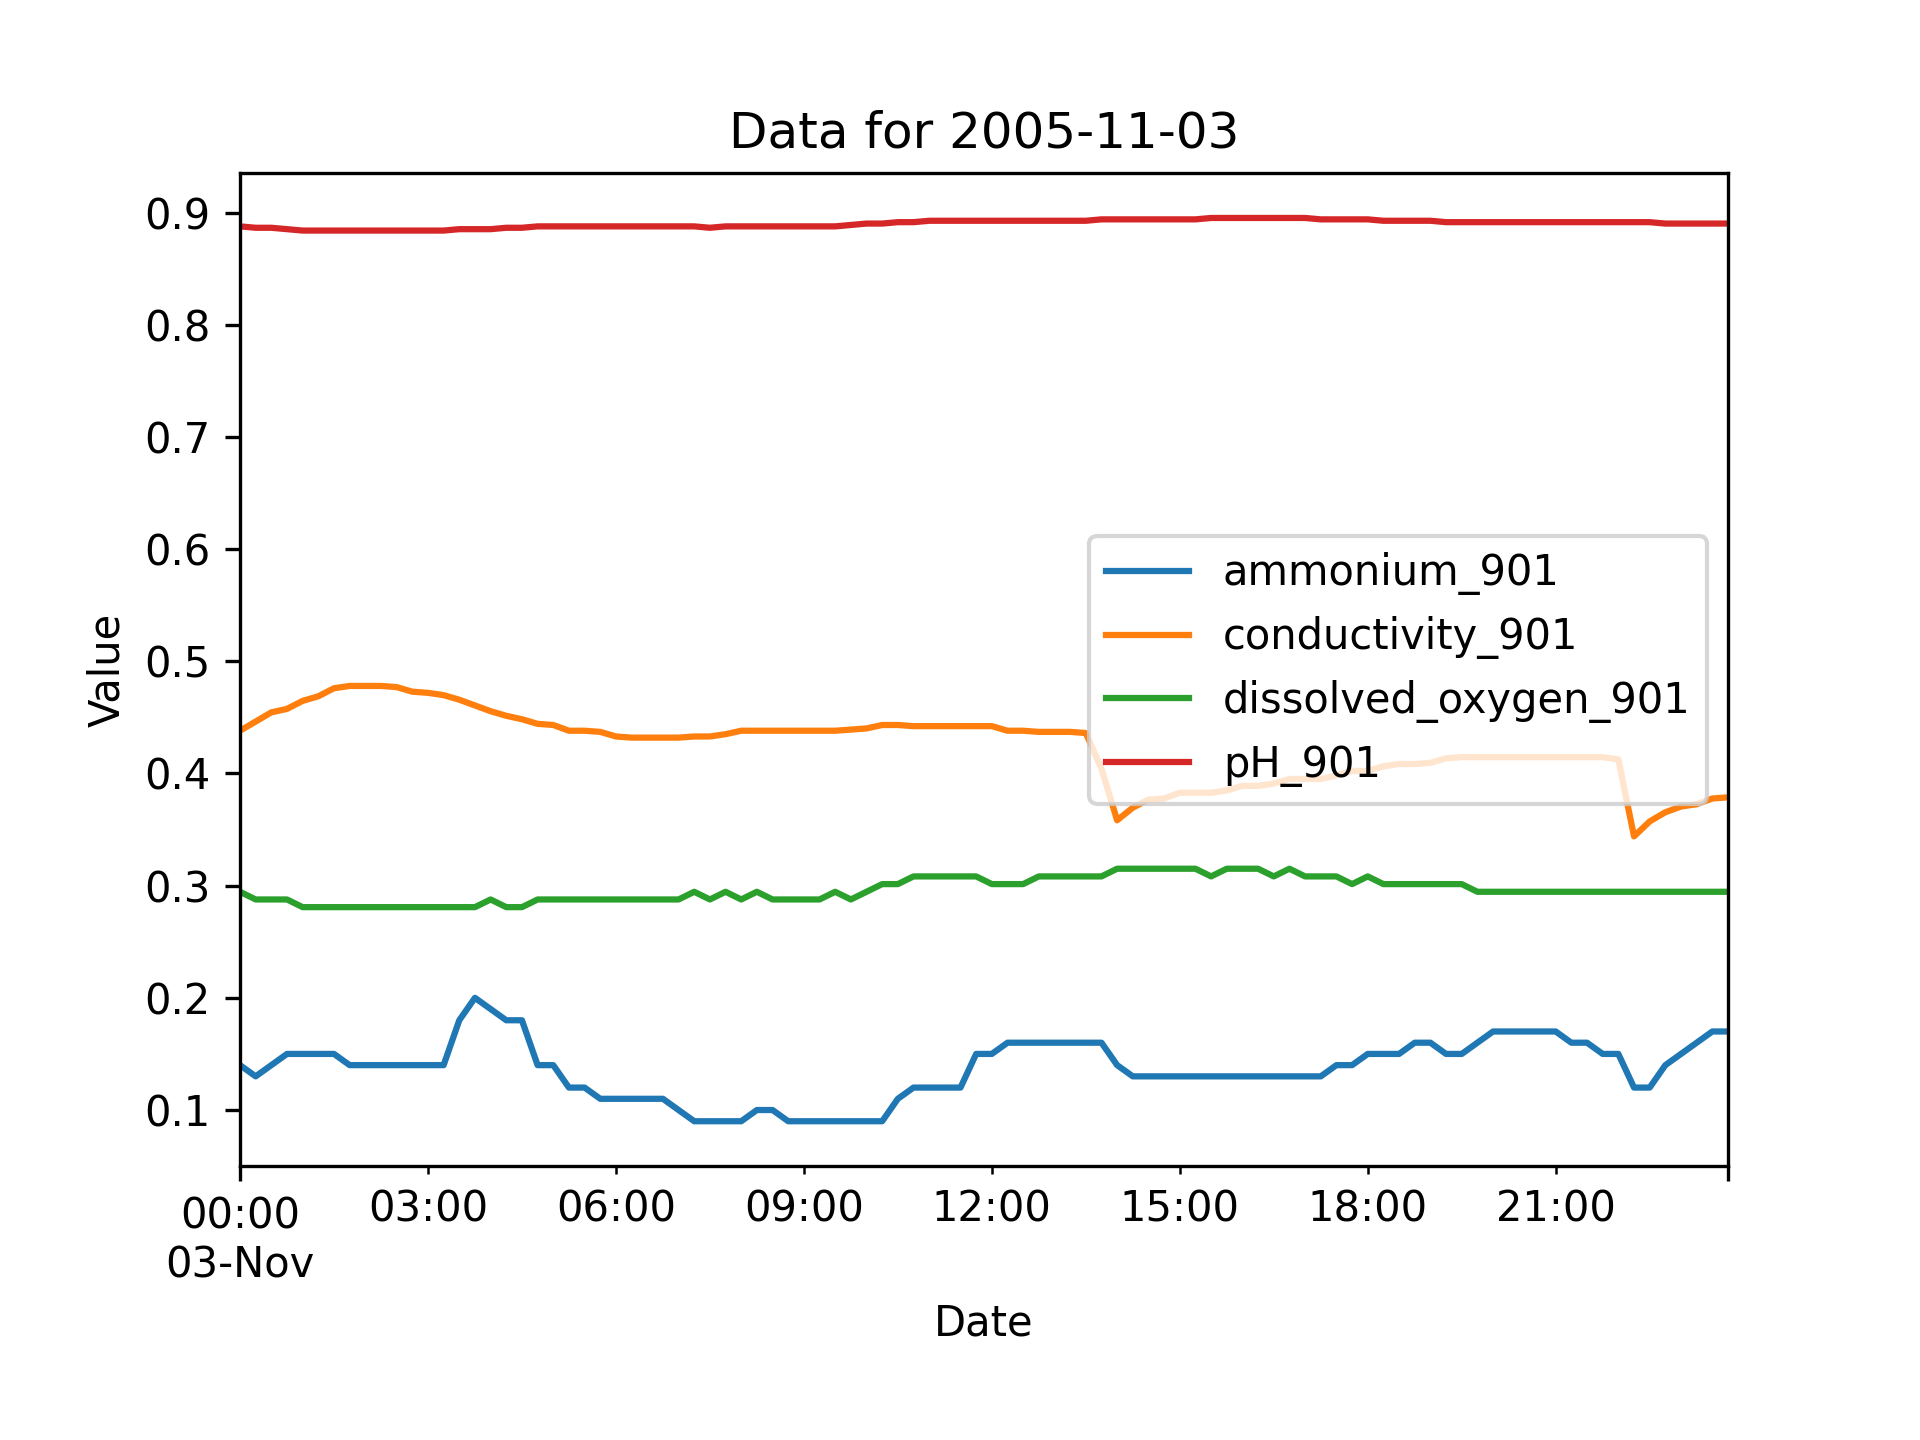 Data for 2005-11-03
0.9
0.8
0.7
0.6
0.5
0.4
0.3
0.2
0.1
Value
ammonium_901
conductivity_901
dissolved_oxygen_901
pH_901
00:00 03:00 06:00 09:00 12:00 15:00 18:00 21:00
03-Nov
Date